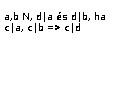 a,b N, d|a és d|b, ha
c|a, c|b => c|d